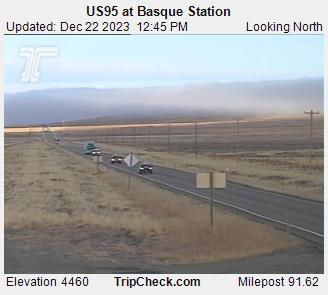 US95 at Basque Station
Updated: Dec 22 2023 12:45 PM Looking North
Elevation 4460 TripCheck.com Milepost 91.62